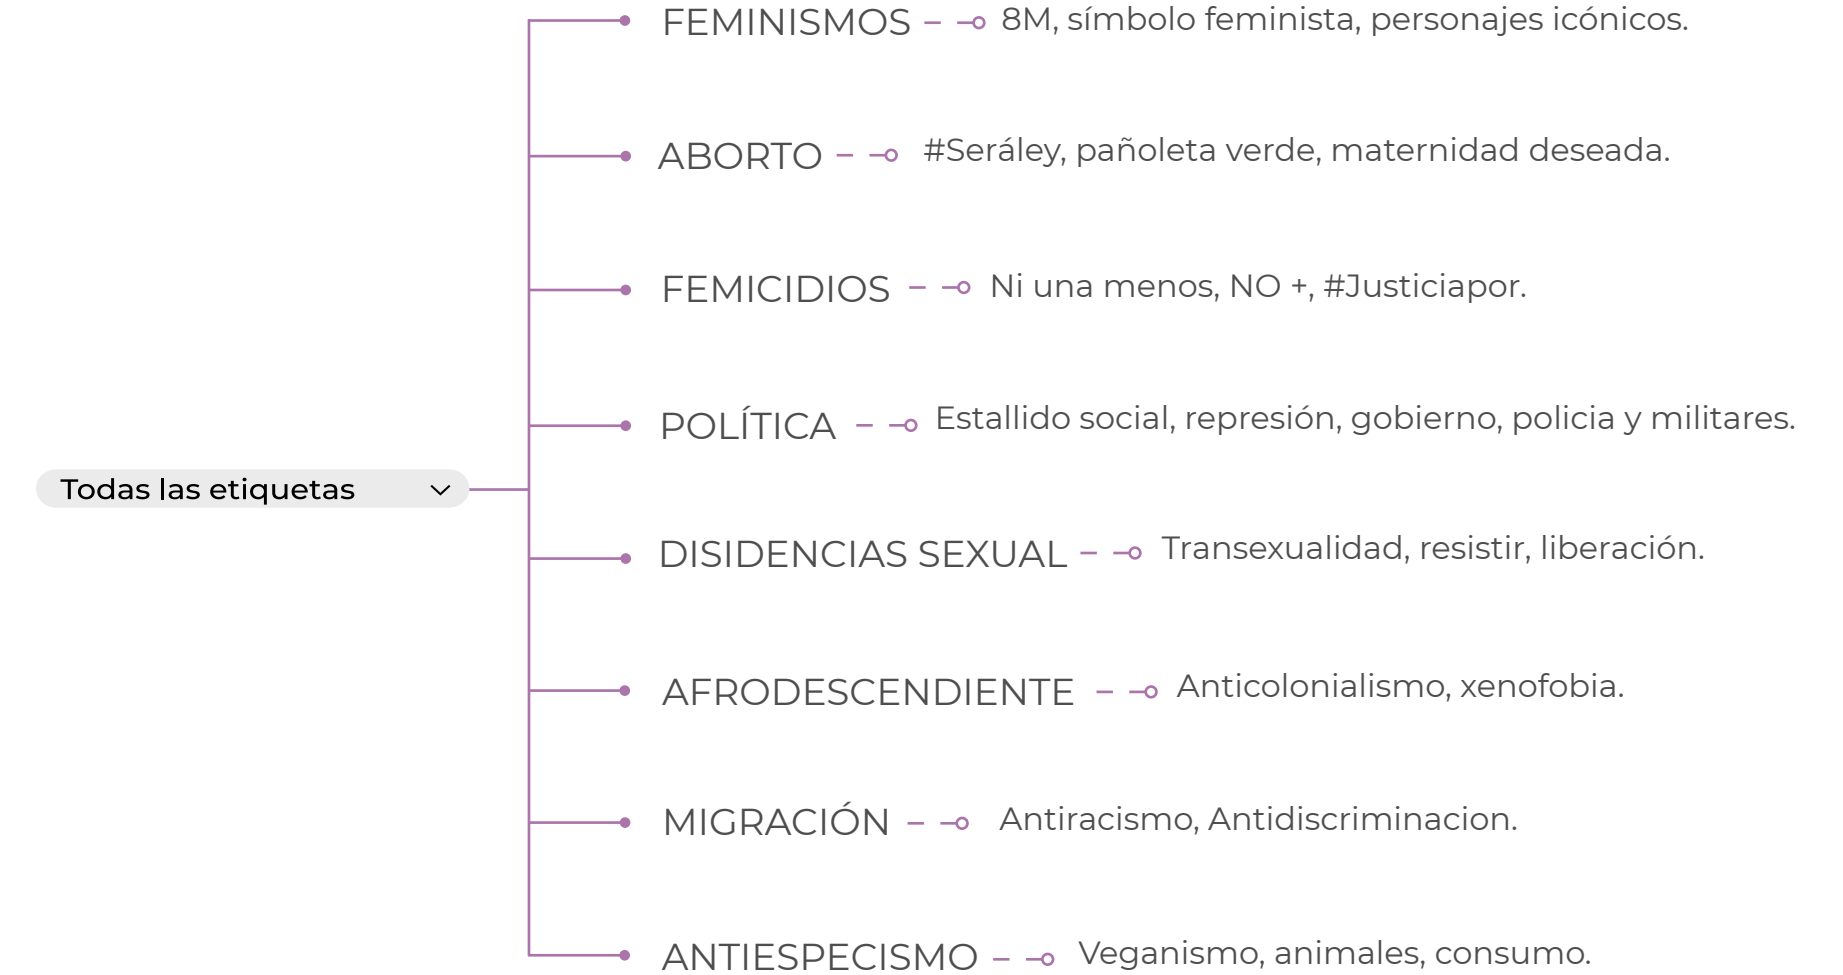 FEMINISMOS 8M, símbolo feminista, personajes icónicos.
ABORTO #Seráley, pañoleta verde, maternidad deseada.
FEMICIDIOS Ni una menos, NO +, #Justiciapor.
POLÍTICA Estallido social, represión, gobierno, policia y militares.
Todas las etiquetas
DISIDENCIAS SEXUAL Transexualidad, resistir, liberación.
AFRODESCENDIENTE Anticolonialismo, xenofobia.
MIGRACIÓN Antiracismo, Antidiscriminacion.
ANTIESPECISMO Veganismo, animales, consumo.